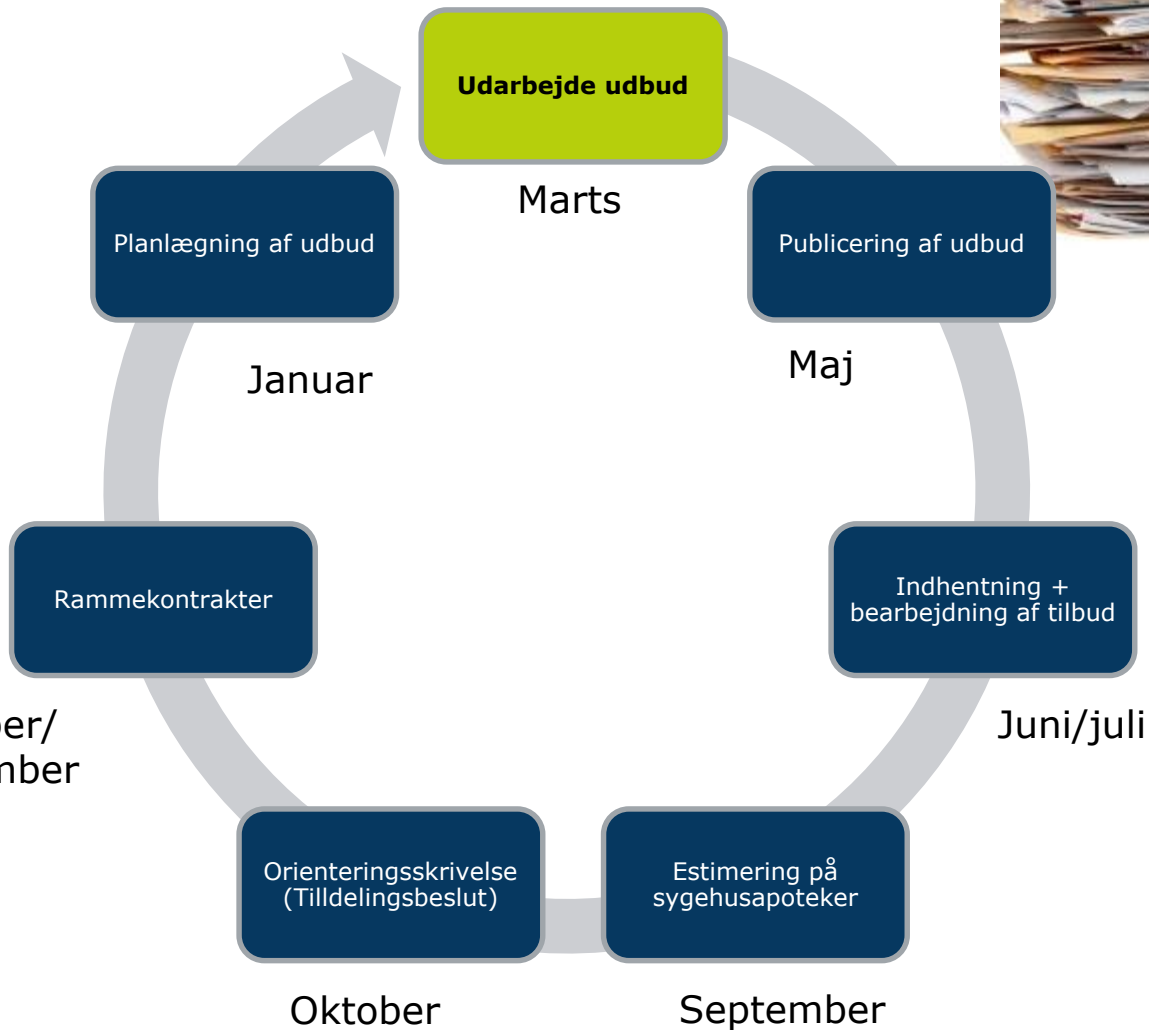 Udarbejde udbud
Marts
Publicering af udbud
Maj
Indhentning +
bearbejdning af tilbud
Juni/juli
Estimering på
sygehusapoteker
September
Orienteringsskrivelse
(Tilldelingsbeslut)
Oktober
Rammekontrakter
Planlægning af udbud
Januar